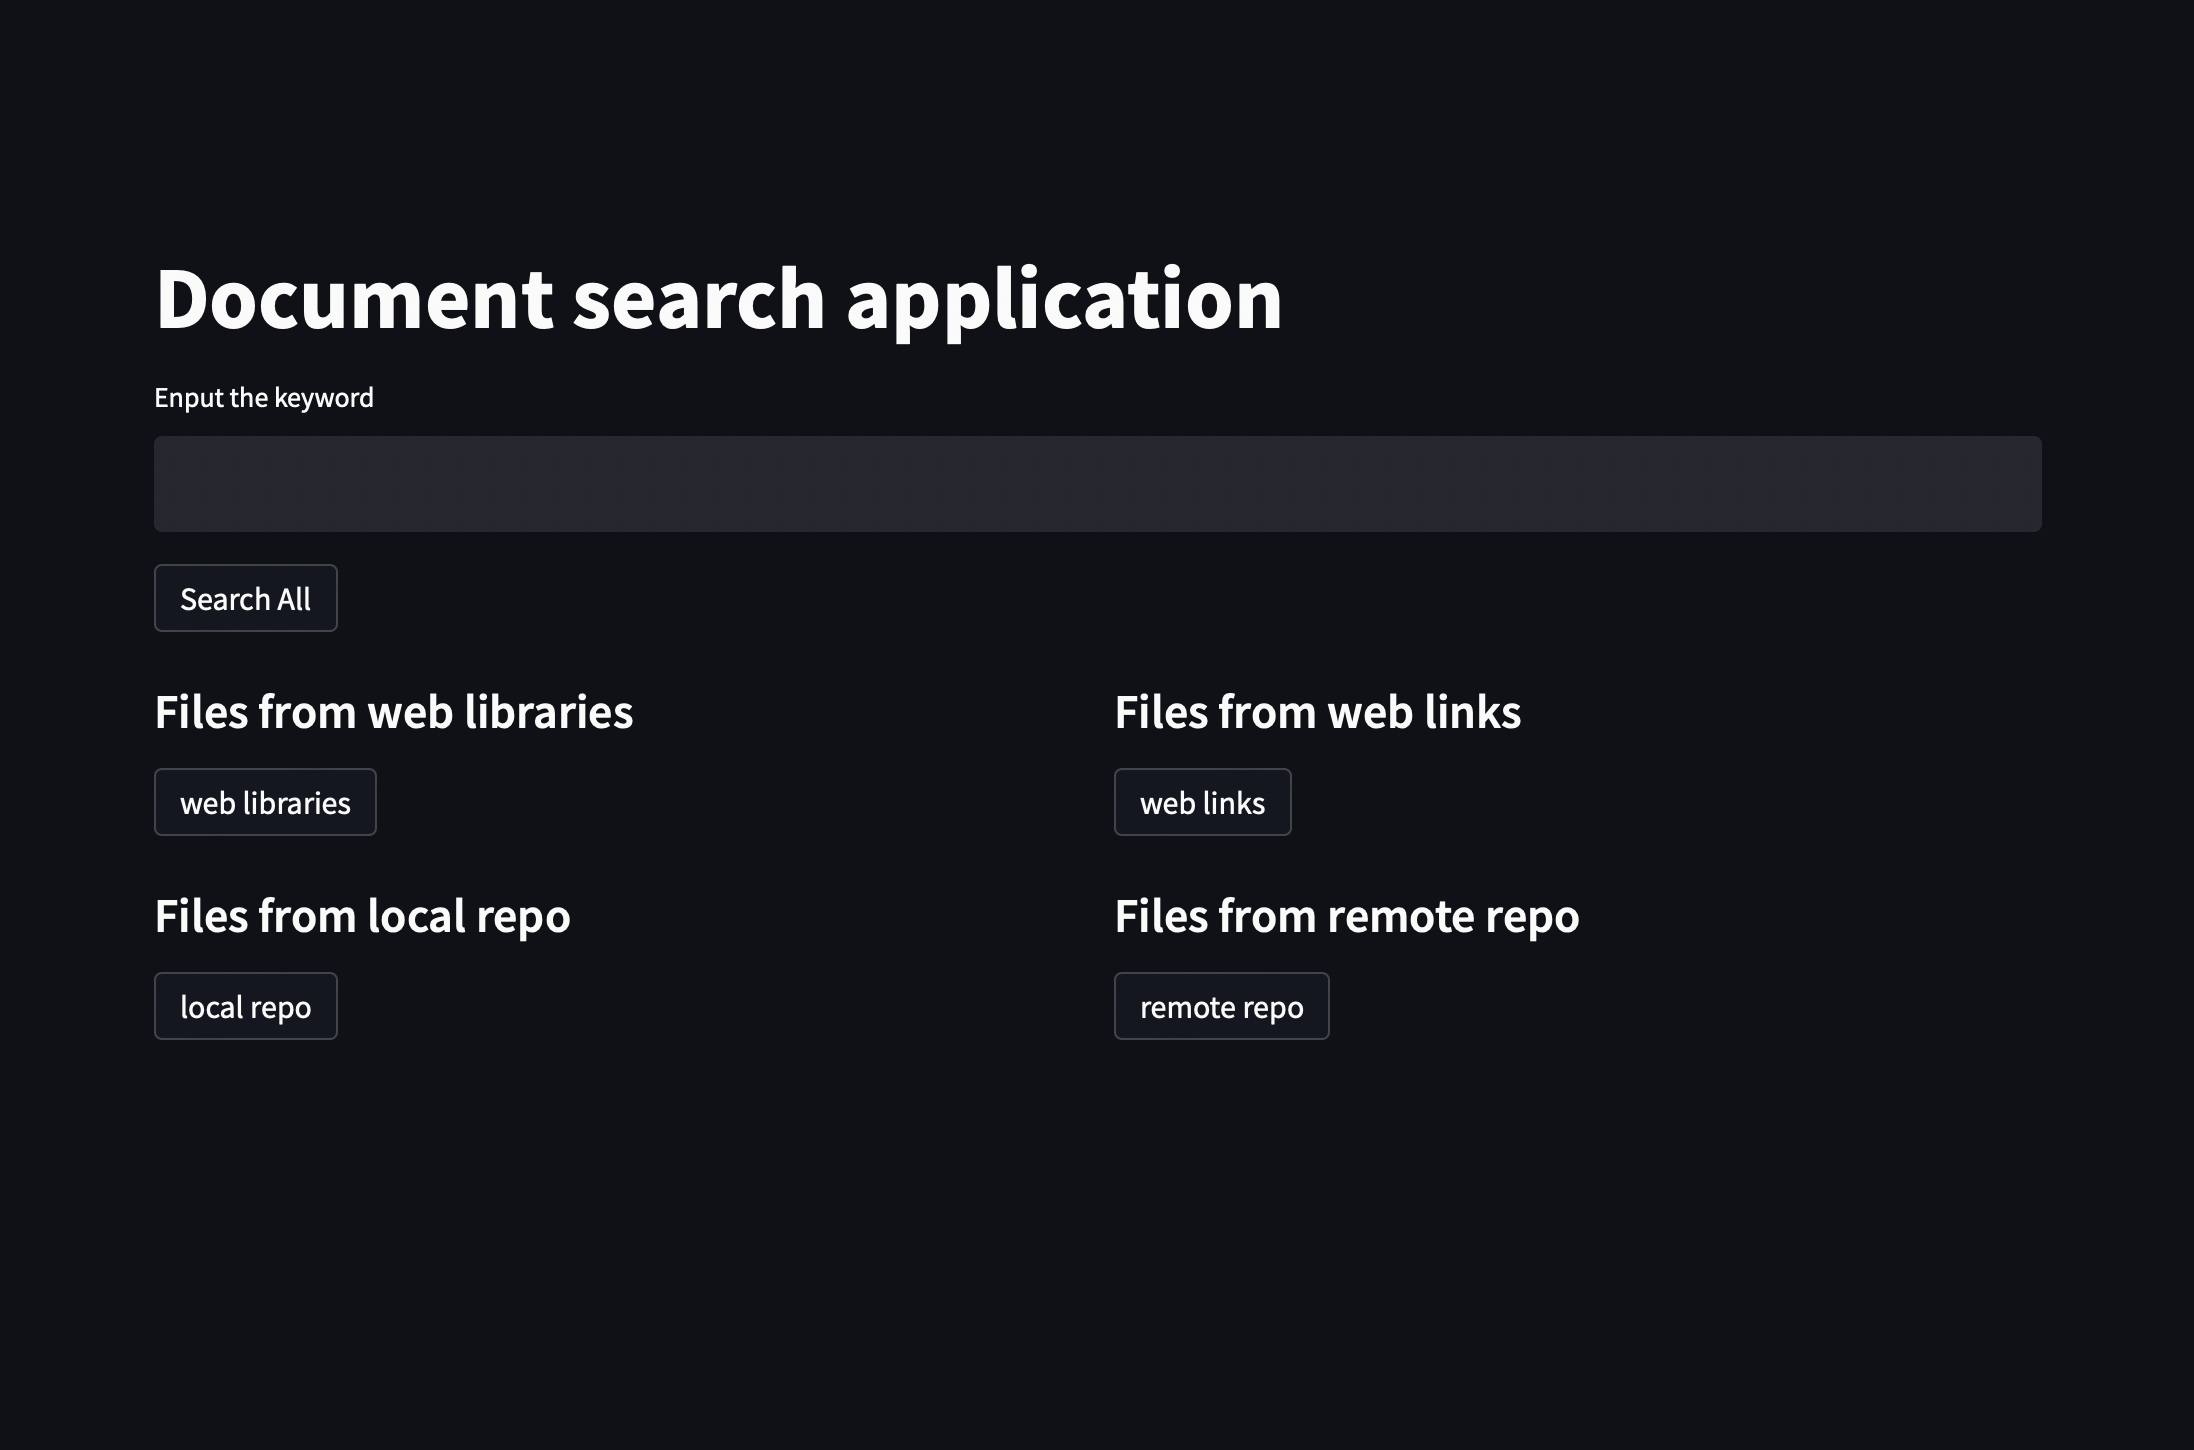 Document search application
Enput the keyword
Search All
Files from web libraries
web libraries
Files from web links
web links
Files from local repo
local repo
Files from remote repo
remote repo